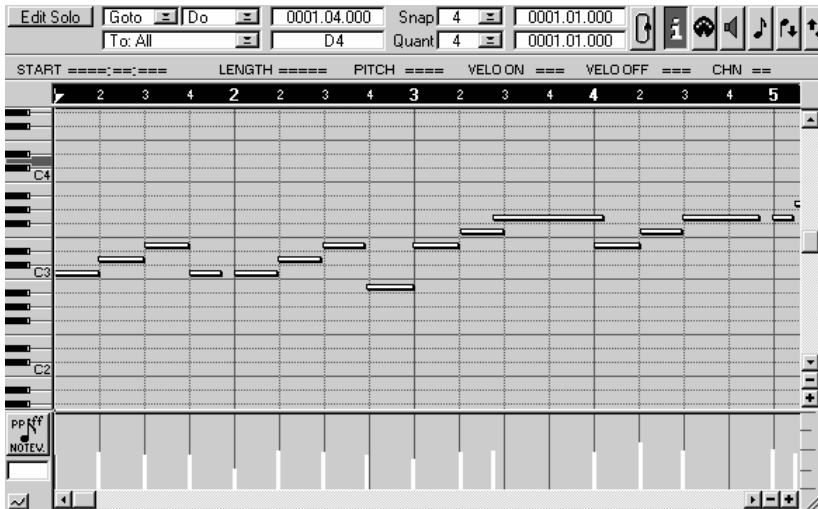 Edit Solo Goto Do 0001.04.000 Snap 4 0001.01.000
To: All D4 Quant 4 0001.01.000
START ====:==:=== LENGTH ===== PITCH ==== VELO ON === VELO OFF === CHN ==
2 3 4 2 2 3 4 3 2 3 4 4 2 3 4 5
C4
C3
C2
PP ff
NOTEV.